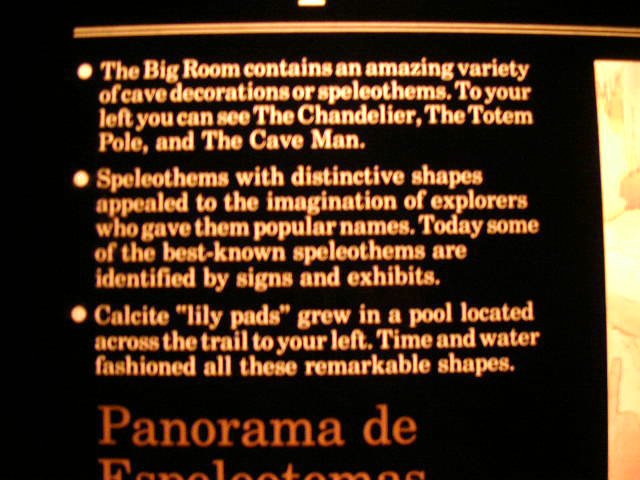 • The Big Room contains an amazing variety
of cave decorations or speleothems. To your
left you can see The Chandelier, The Totem
Pole, and The Cave Man.
• Speleothems with distinctive shapes
appealed to the imagination of explorers
who gave them popular names. Today some
of the best-known speleothems are
identified by signs and exhibits.
• Calcite "lily pads" grew in a pool located
across the trail to your left. Time and water
fashioned all these remarkable shapes.
Panorama de
Espeleotemas